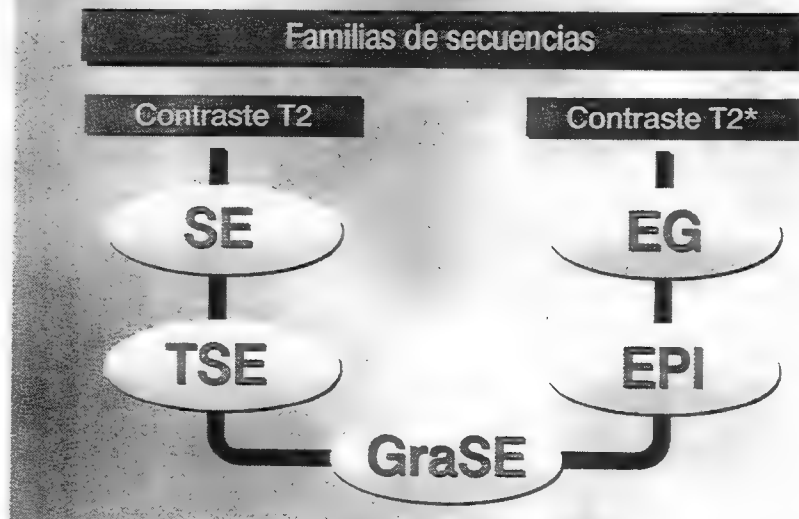 Familias de secuencias
Contraste T2
Contraste T2*
SE
EG
TSE
EPI
GraSE